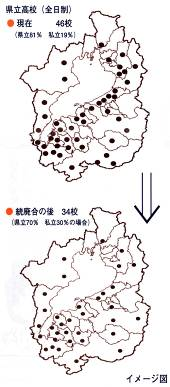 県立高校（全日制）
● 現在　46校
（県立81%　私立19%）
● 統廃合の後　34校
（県立70%　私立30%の場合）
イメージ図